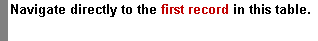 Navigate directly to the first record in this table.